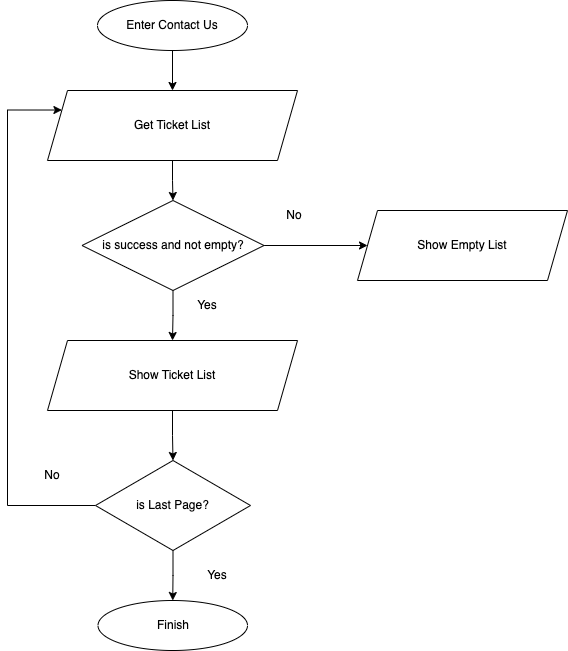 Enter Contact Us
Get Ticket List
No
is success and not empty?
Show Empty List
Yes
Show Ticket List
No
is Last Page?
Yes
Finish